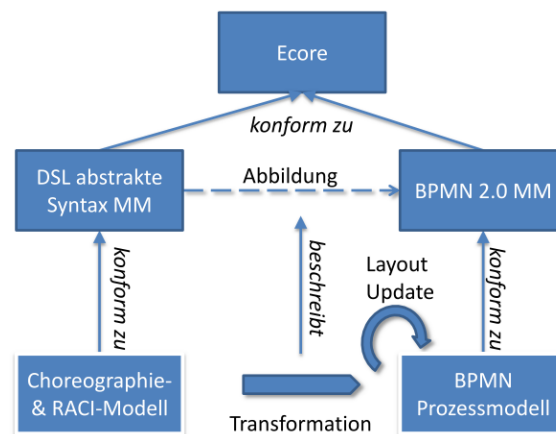 Ecore
konform zu
DSL abstrakte
Syntax MM
Abbildung
BPMN 2.0 MM
konform zu
beschreibt
Layout
Update
konform zu
Choreographie-
& RACI-Modell
Transformation
BPMN
Prozessmodell